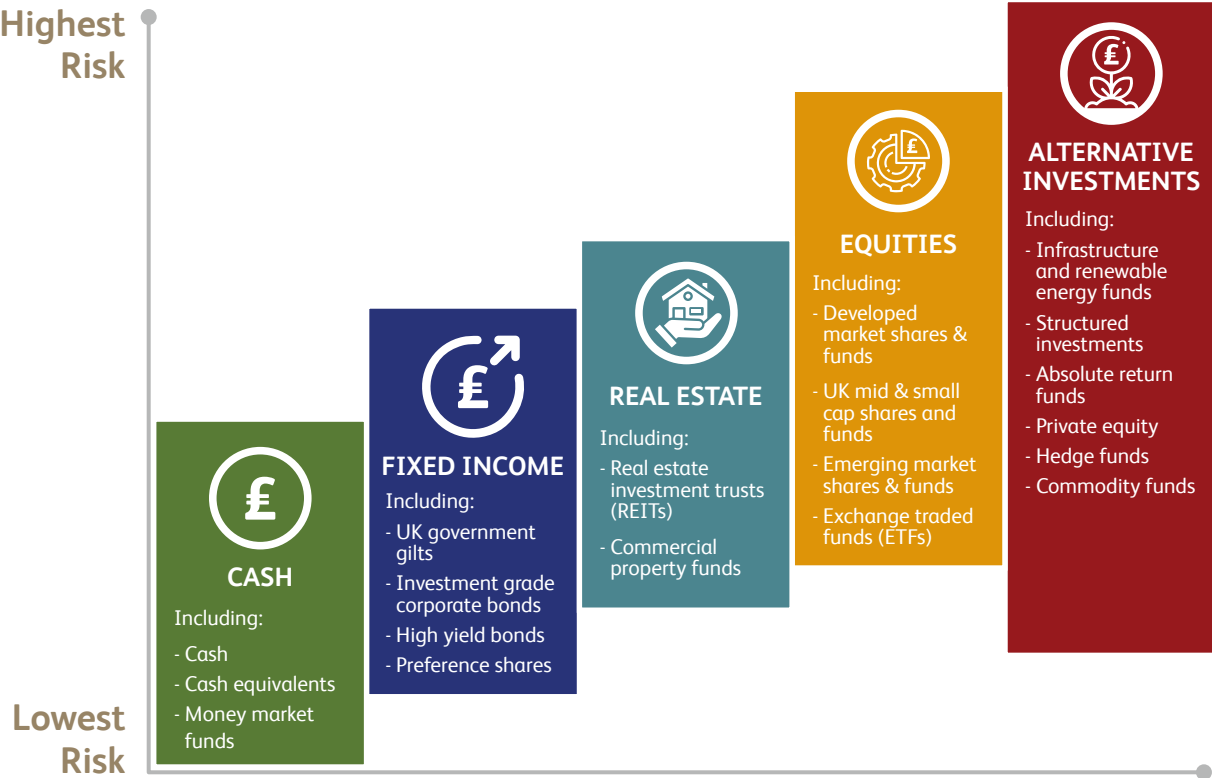 Highest
Risk
Lowest
Risk
£
CASH
Including:
- Cash
- Cash equivalents
- Money market
funds
£
FIXED INCOME
Including:
- UK government
gilts
- Investment grade
corporate bonds
- High yield bonds
- Preference shares
REAL ESTATE
Including:
- Real estate
investment trusts
(REITs)
- Commercial
property funds
£
EQUITIES
Including:
- Developed
market shares &
funds
- UK mid & small
cap shares and
funds
- Emerging market
shares & funds
- Exchange traded
funds (ETFs)
£
ALTERNATIVE
INVESTMENTS
Including:
- Infrastructure
and renewable
energy funds
- Structured
investments
- Absolute return
funds
- Private equity
- Hedge funds
- Commodity funds